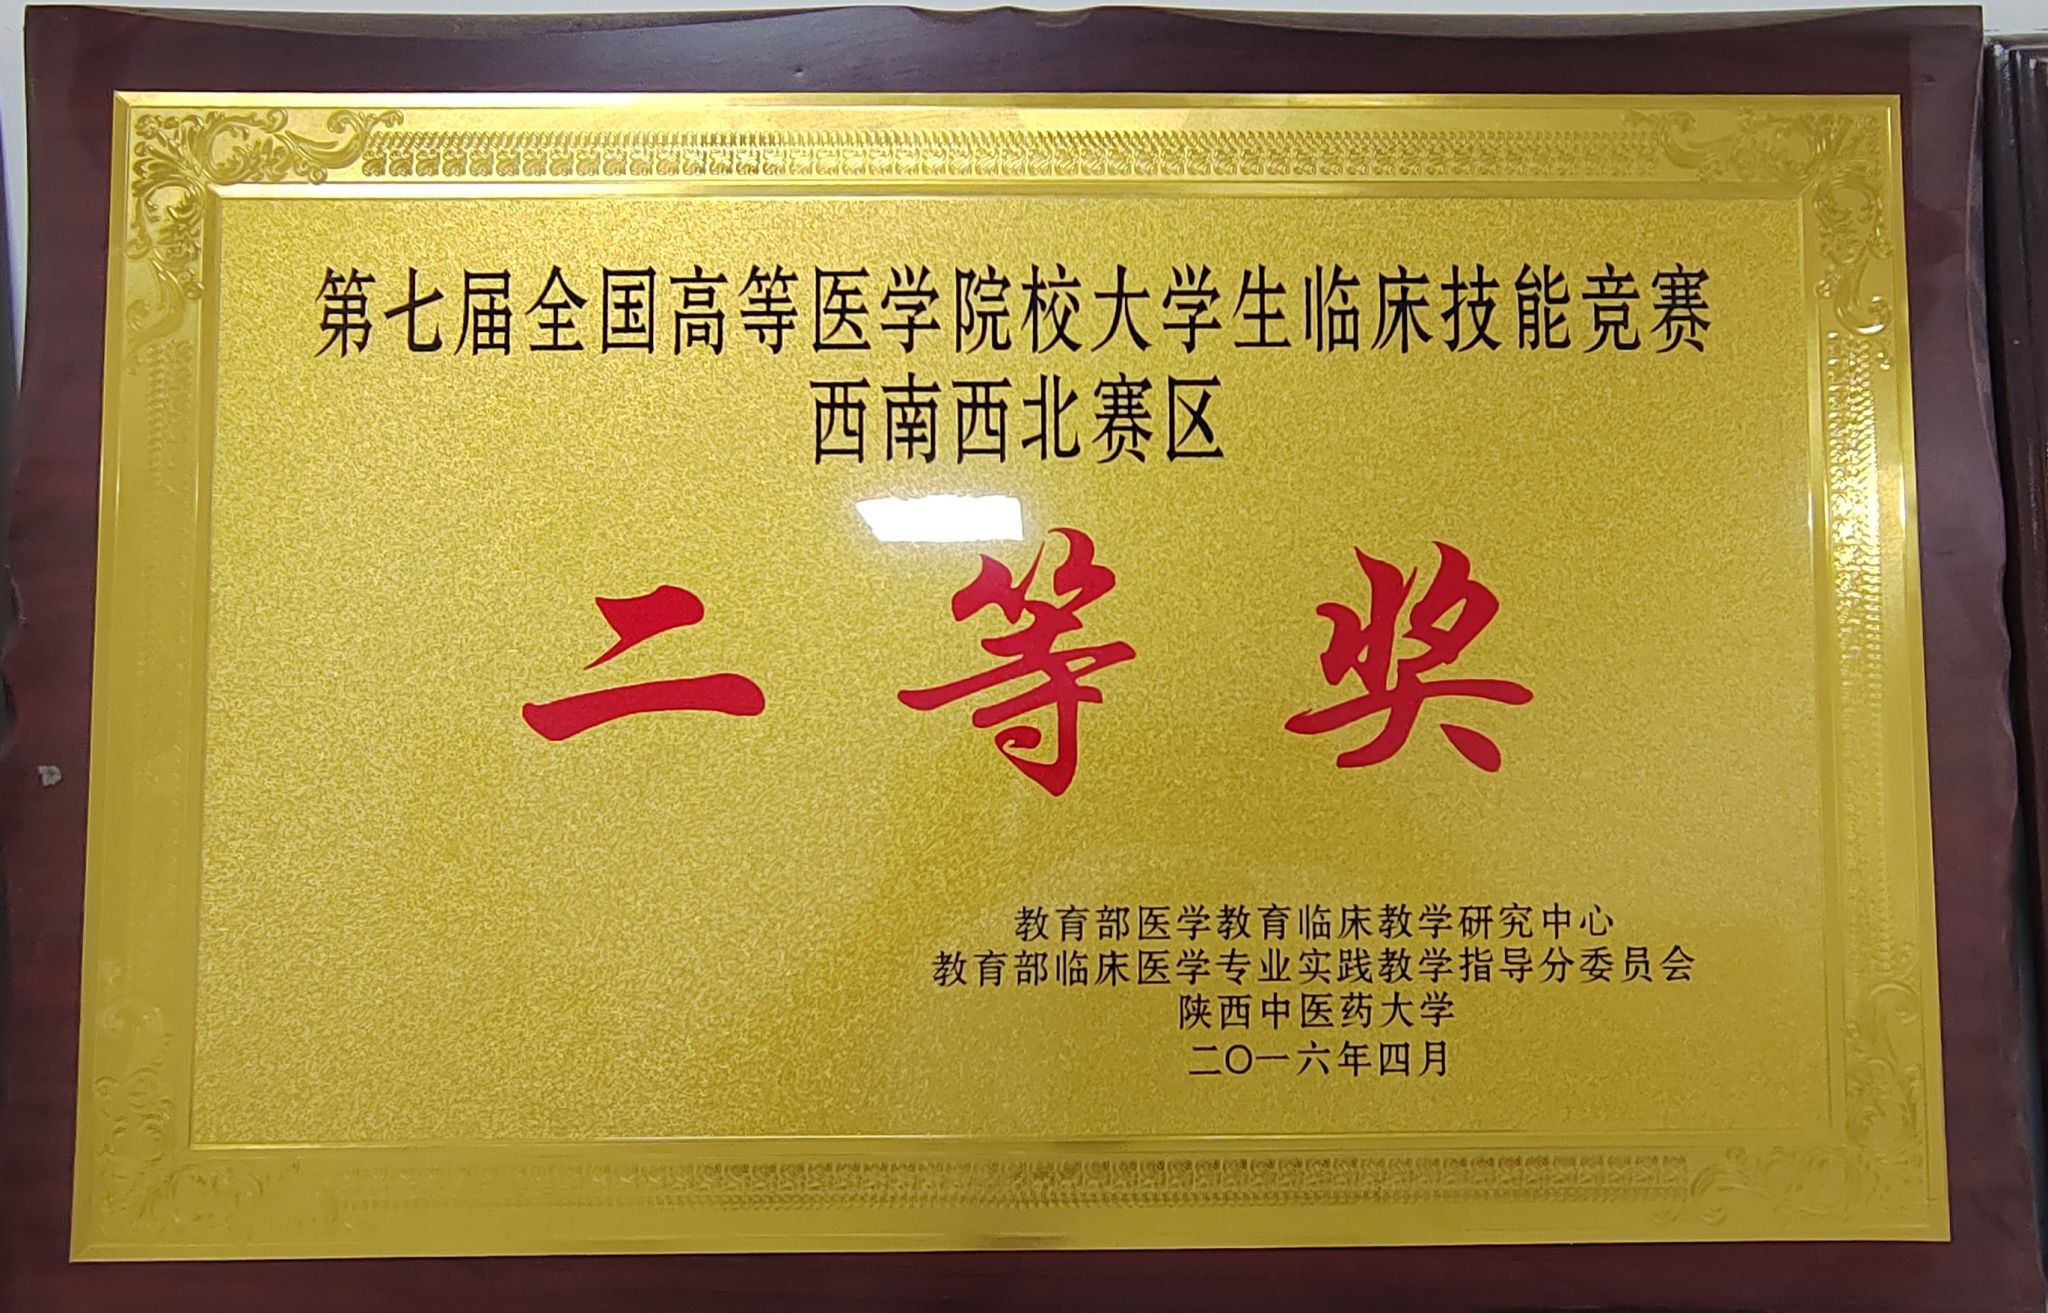 第七届全国高等医学院校大学生临床技能竞赛
西南西北赛区
二等奖
教育部医学教育临床教学研究中心
教育部临床医学专业实践教学指导分委员会
陕西中医药大学
二〇一六年四月